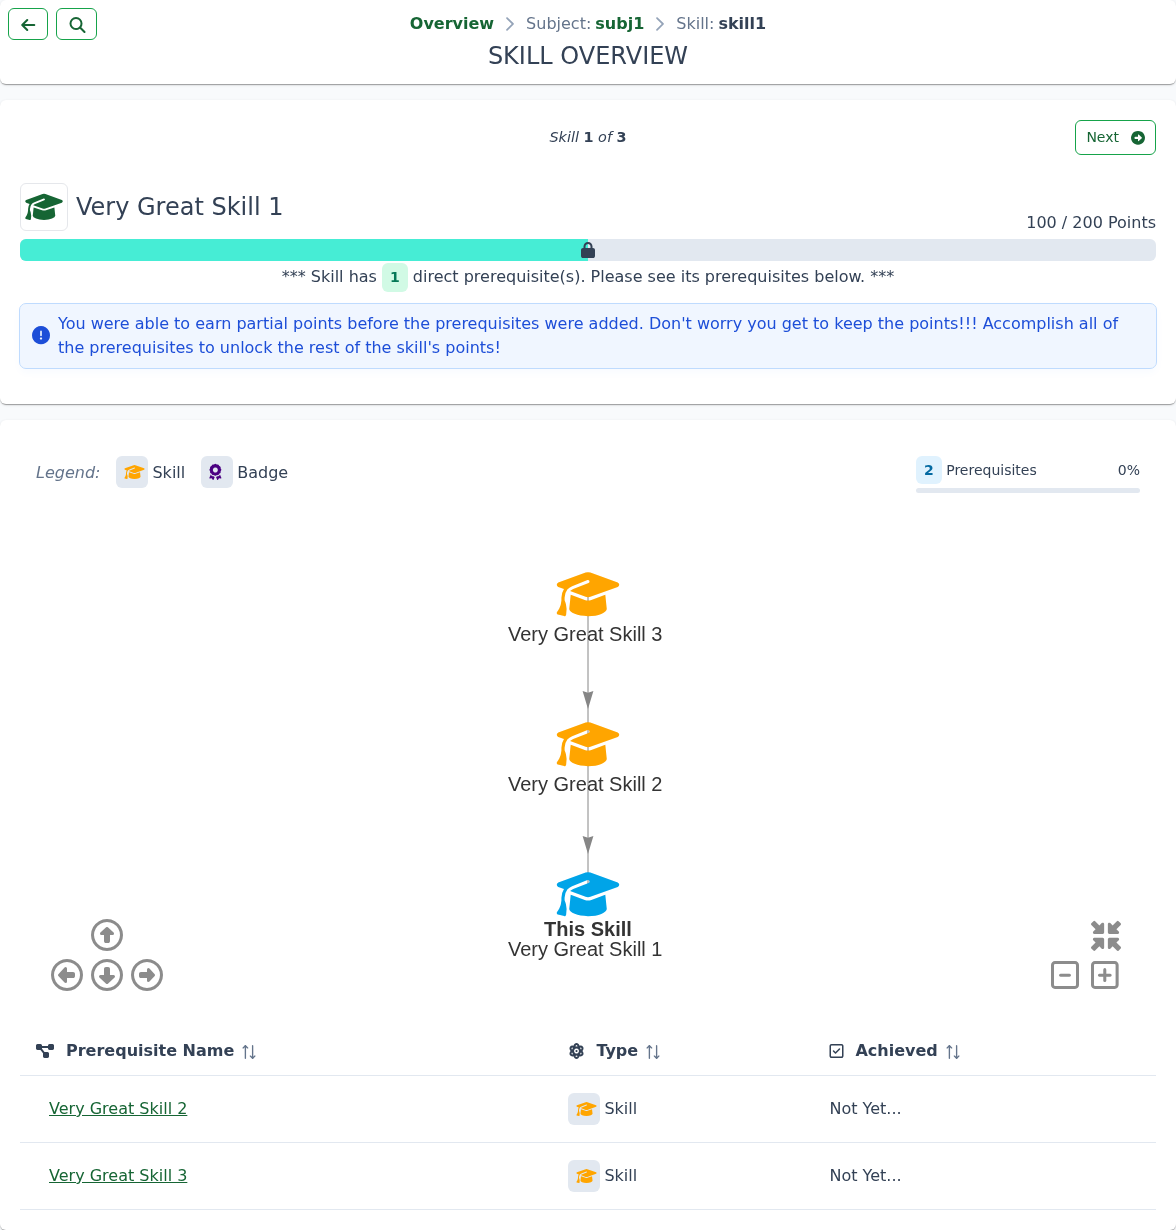 Overview > Subject: subj1 > Skill: skill1
SKILL OVERVIEW
Skill 1 of 3
Next
Very Great Skill 1
100 / 200 Points
*** Skill has 1 direct prerequisite(s). Please see its prerequisites below. ***
You were able to earn partial points before the prerequisites were added. Don't worry you get to keep the points!!! Accomplish all of
the prerequisites to unlock the rest of the skill's points!
Legend: Skill Badge
2 Prerequisites 0%
Very Great Skill 3
Very Great Skill 2
This Skill
Very Great Skill 1
Prerequisite Name Type Achieved
Very Great Skill 2 Skill Not Yet...
Very Great Skill 3 Skill Not Yet...